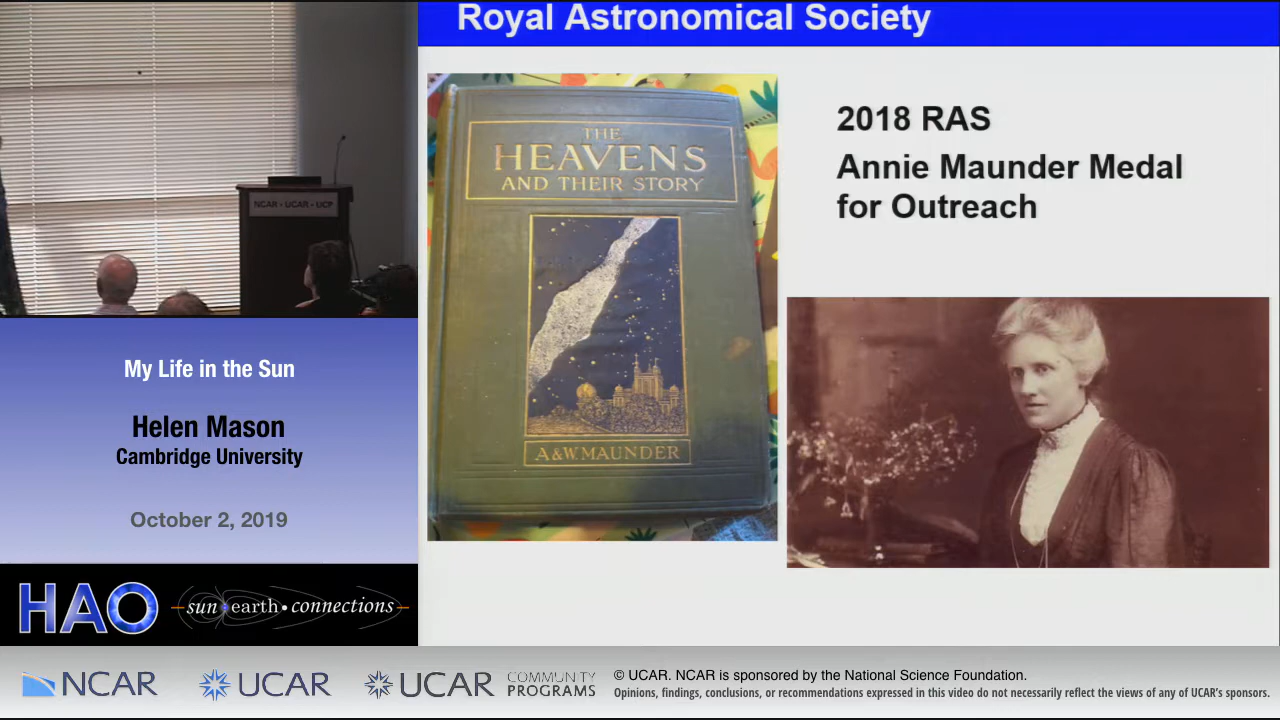 Royal Astronomical Society
THE
HEAVENS
AND THEIR STORY
A&W.MAUNDER
2018 RAS
Annie Maunder Medal
for Outreach
NCAR • UCAR • UCP
My Life in the Sun
Helen Mason
Cambridge University
October 2, 2019
HAO
sun•earth•connections
NCAR
UCAR
UCAR
COMMUNITY
PROGRAMS
© UCAR. NCAR is sponsored by the National Science Foundation.
Opinions, findings, conclusions, or recommendations expressed in this video do not necessarily reflect the views of any of UCAR's sponsors.